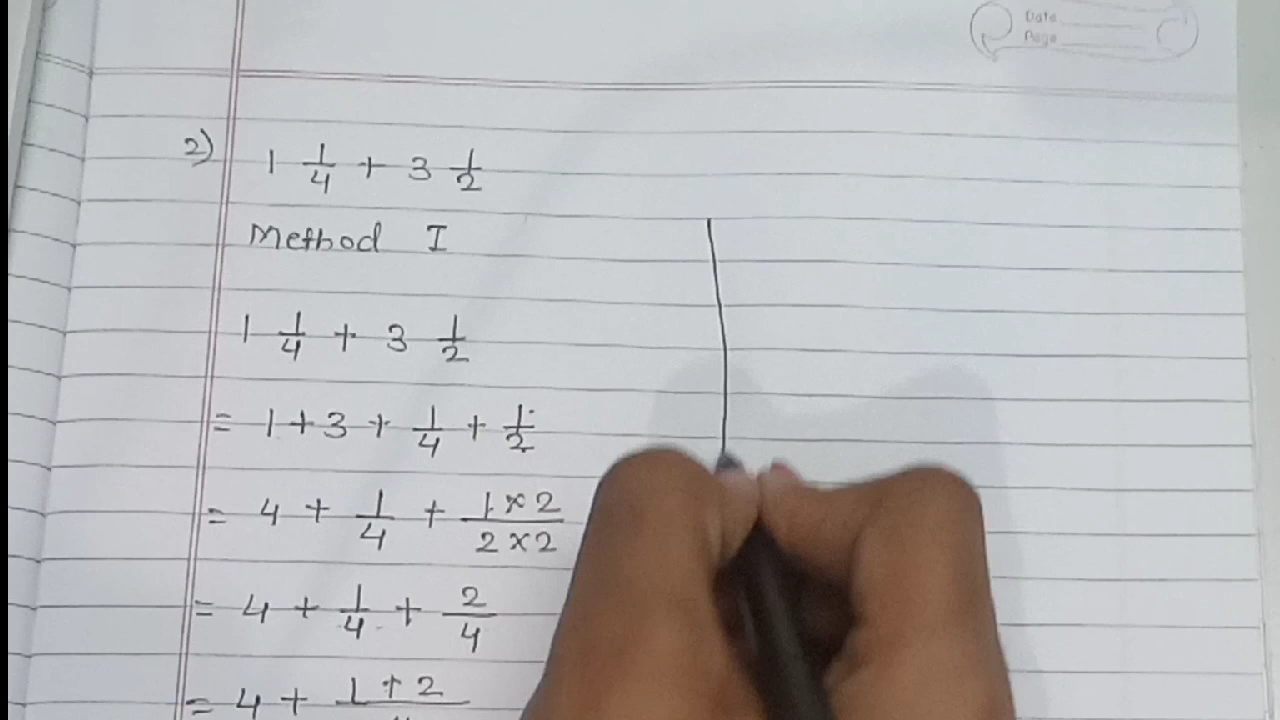 Date
Page
2) 1 1/4 + 3 1/2
Method I
1 1/4 + 3 1/2
= 1 + 3 + 1/4 + 1/2
= 4 + 1/4 + 1×2/2×2
= 4 + 1/4 + 2/4
= 4 + 1+2/4